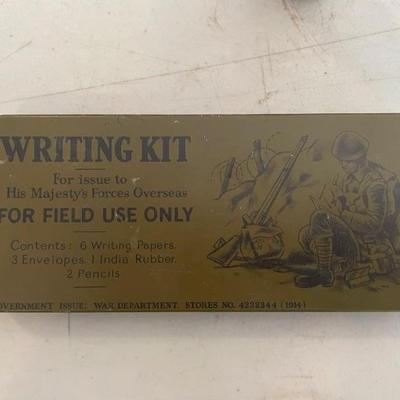 WRITING KIT
For issue to
His Majesty's Forces Overseas
FOR FIELD USE ONLY
Contents: 6 Writing Papers.
3 Envelopes. 1 India Rubber.
2 Pencils
OVERNMENT ISSUE: WAR DEPARTMENT. STORES NO. 4232344 (1914)